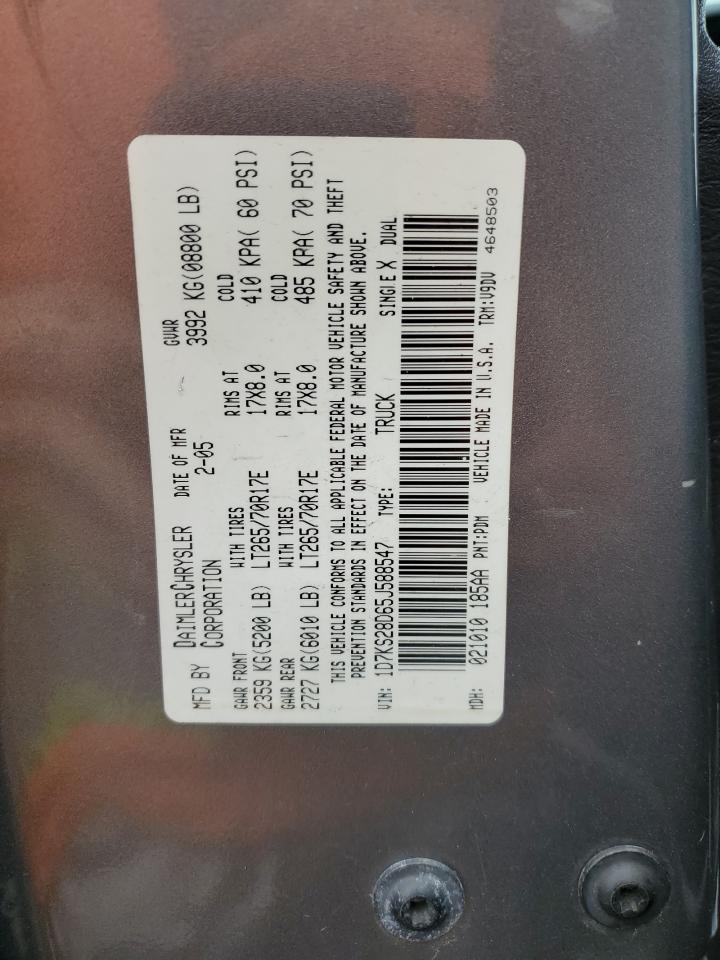 MFD BY DAIMLERCHRYSLER CORPORATION DATE OF MFR 2-05 GVWR 3992 KG(08800 LB)
GAWR FRONT WITH TIRES RIMS AT COLD
2359 KG(5200 LB) LT265/70R17E 17X8.0 410 KPA( 60 PSI)
GAWR REAR WITH TIRES RIMS AT COLD
2727 KG(6010 LB) LT265/70R17E 17X8.0 485 KPA( 70 PSI)
THIS VEHICLE CONFORMS TO ALL APPLICABLE FEDERAL MOTOR VEHICLE SAFETY AND THEFT
PREVENTION STANDARDS IN EFFECT ON THE DATE OF MANUFACTURE SHOWN ABOVE.
VIN: 1D7KS28D65J588547 TYPE: TRUCK SINGLE X DUAL
MDH: 021010 185AA PNT:PDM VEHICLE MADE IN U.S.A. TRM:V9DV 4648503